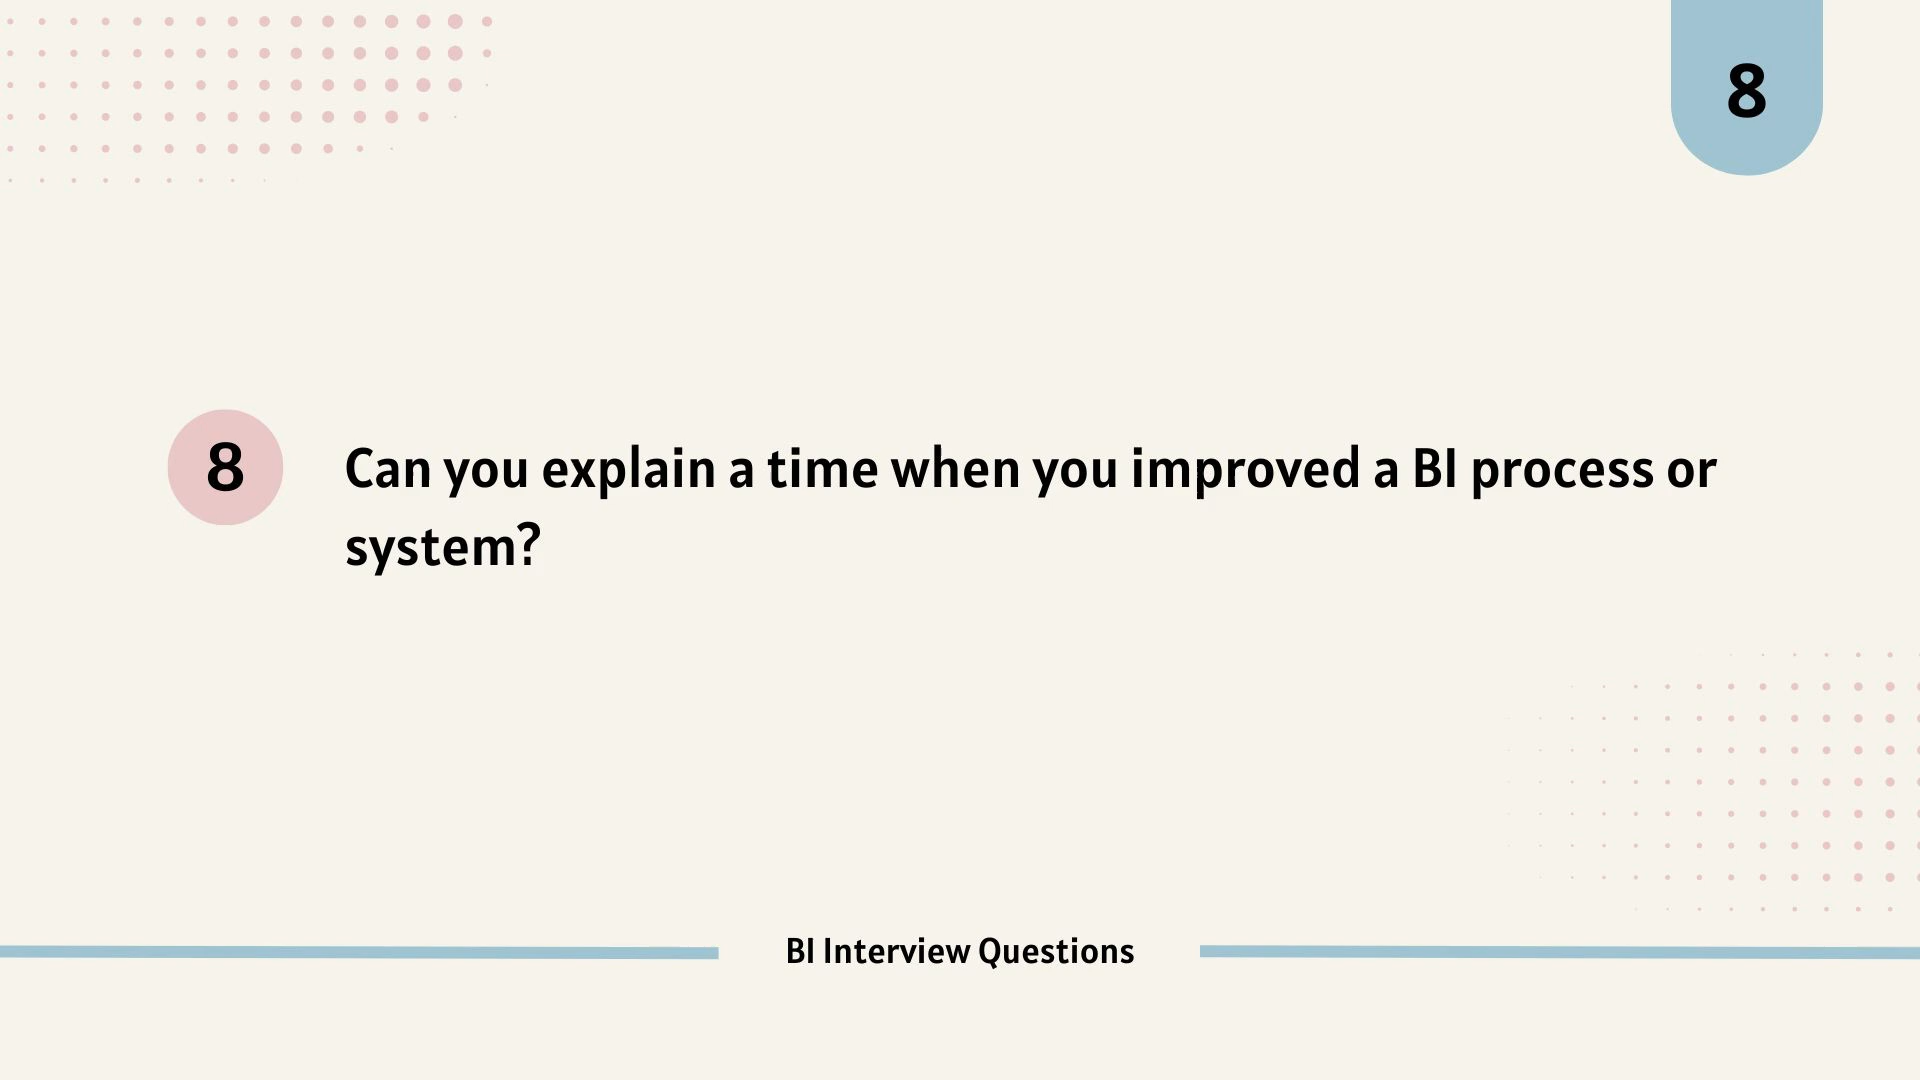 8
8
Can you explain a time when you improved a BI process or
system?
BI Interview Questions